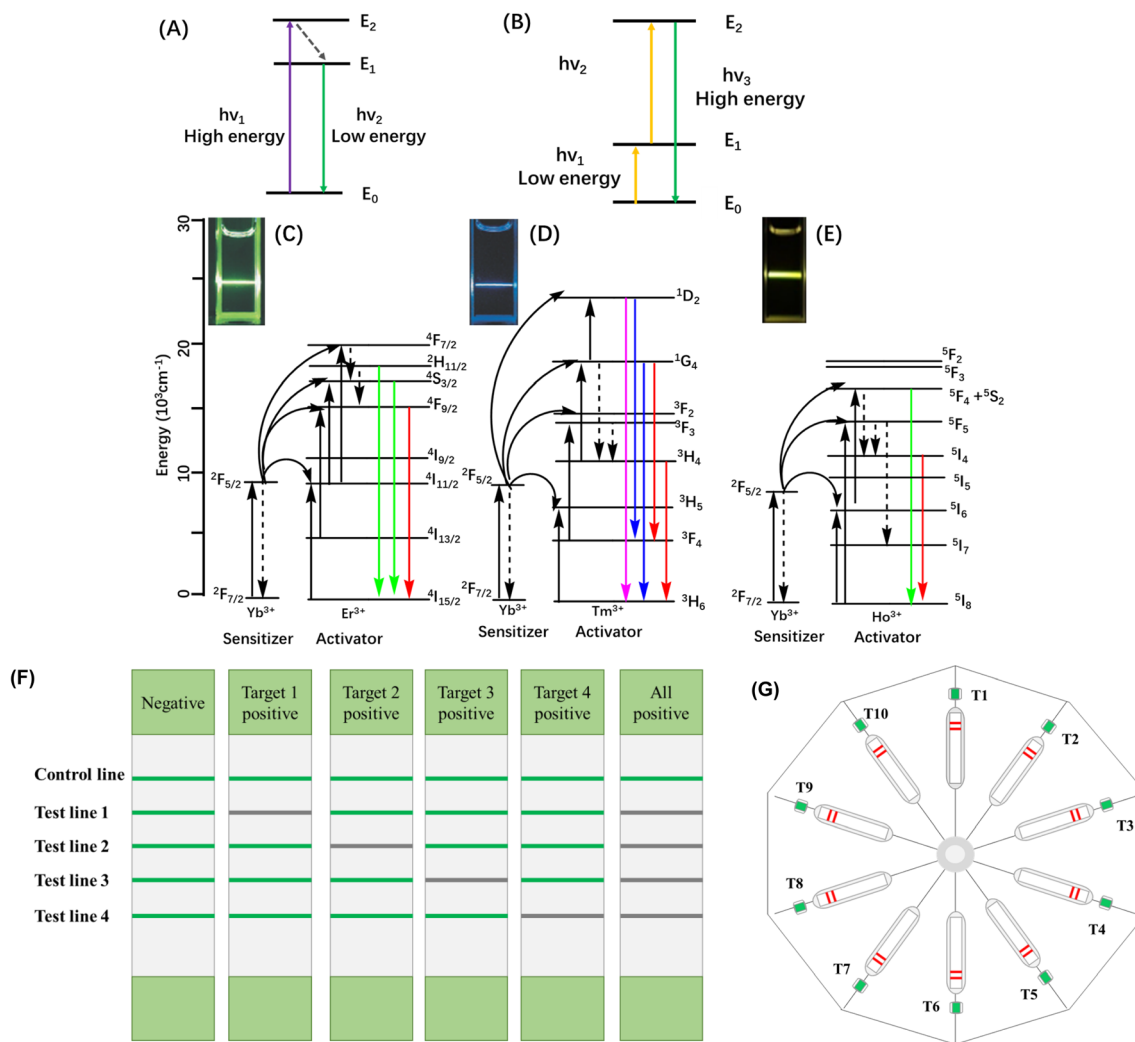 (A)
E₂
E₁
hv₁
High energy
hv₂
Low energy
E₀
(B)
E₂
hv₂
hv₃
High energy
E₁
hv₁
Low energy
E₀
Energy (10³cm⁻¹)
30
20
10
0
(C)
⁴F₇/₂
²H₁₁/₂
⁴S₃/₂
⁴F₉/₂
⁴I₉/₂
⁴I₁₁/₂
⁴I₁₃/₂
⁴I₁₅/₂
²F₅/₂
²F₇/₂
Yb³⁺
Er³⁺
Sensitizer
Activator
(D)
¹D₂
¹G₄
³F₂
³F₃
³H₄
³H₅
³F₄
³H₆
²F₅/₂
²F₇/₂
Yb³⁺
Tm³⁺
Sensitizer
Activator
(E)
⁵F₂
⁵F₃
⁵F₄ +⁵S₂
⁵F₅
⁵I₄
⁵I₅
⁵I₆
⁵I₇
⁵I₈
²F₅/₂
²F₇/₂
Yb³⁺
Ho³⁺
Sensitizer
Activator
(F)
Negative
Target 1
positive
Target 2
positive
Target 3
positive
Target 4
positive
All
positive
Control line
Test line 1
Test line 2
Test line 3
Test line 4
(G)
T1
T2
T3
T4
T5
T6
T7
T8
T9
T10